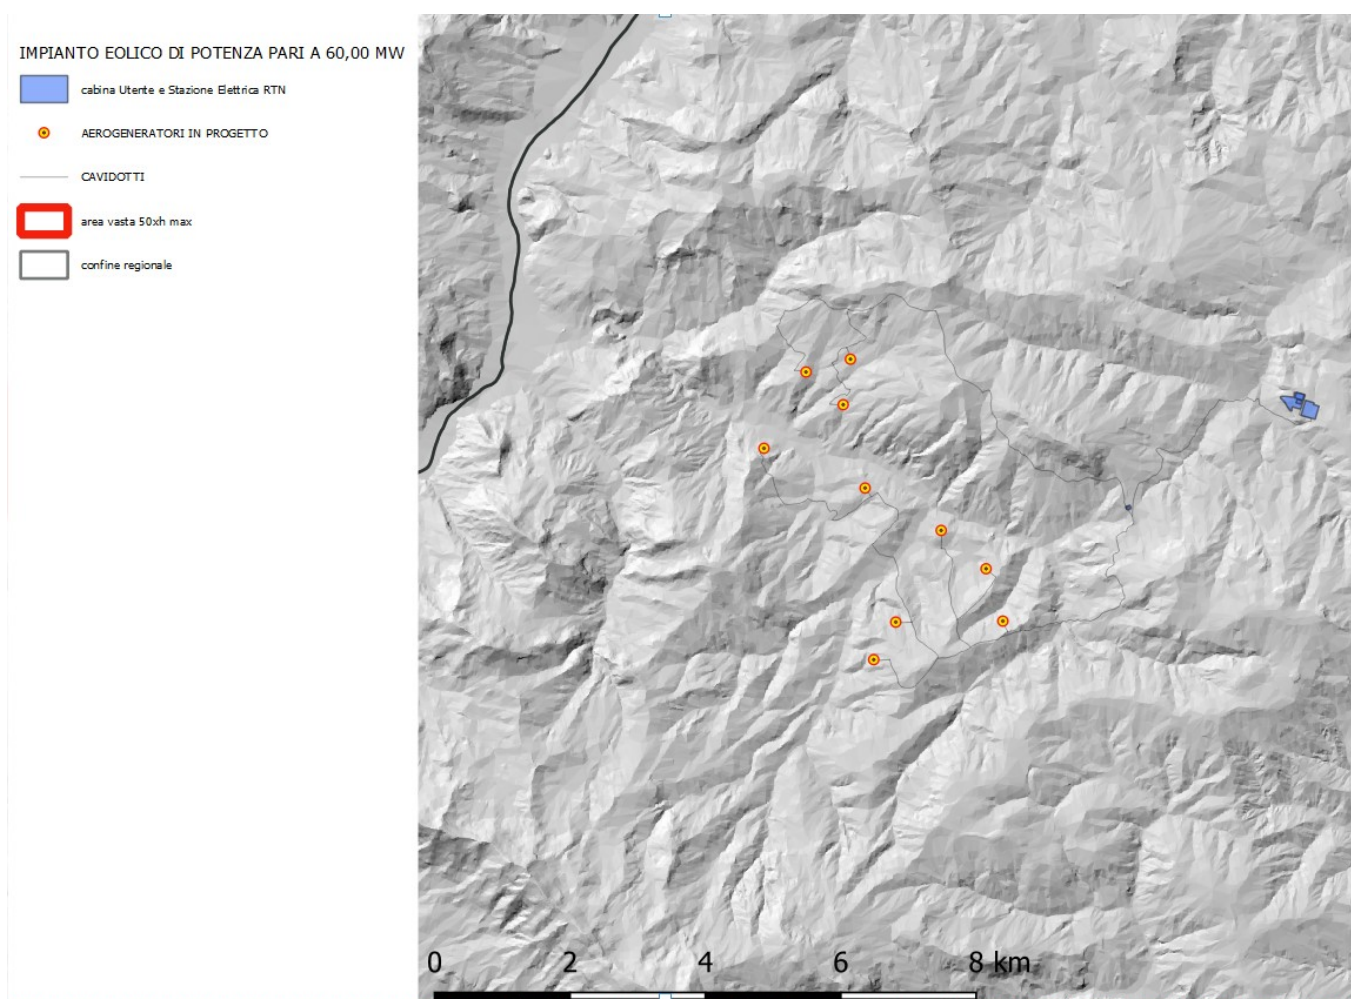 IMPIANTO EOLICO DI POTENZA PARI A 60,00 MW
cabina Utente e Stazione Elettrica RTN
AEROGENERATORI IN PROGETTO
CAVIDOTTI
area vasta 50xh max
confine regionale
0 2 4 6 8 km